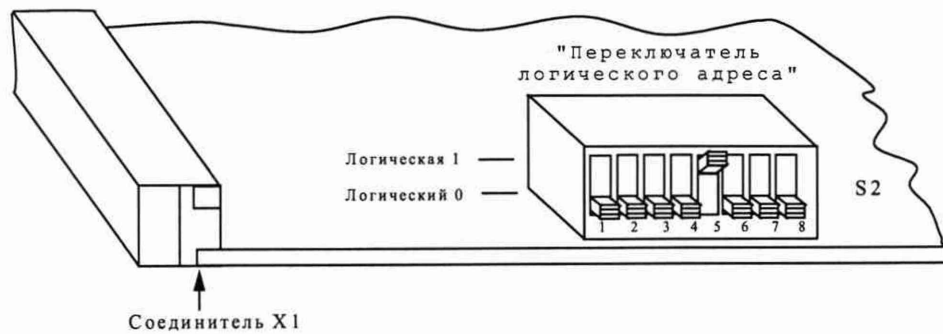 "Переключатель
логического адреса"
Логическая 1
Логический 0
S2
1 2 3 4 5 6 7 8
Соединитель X1